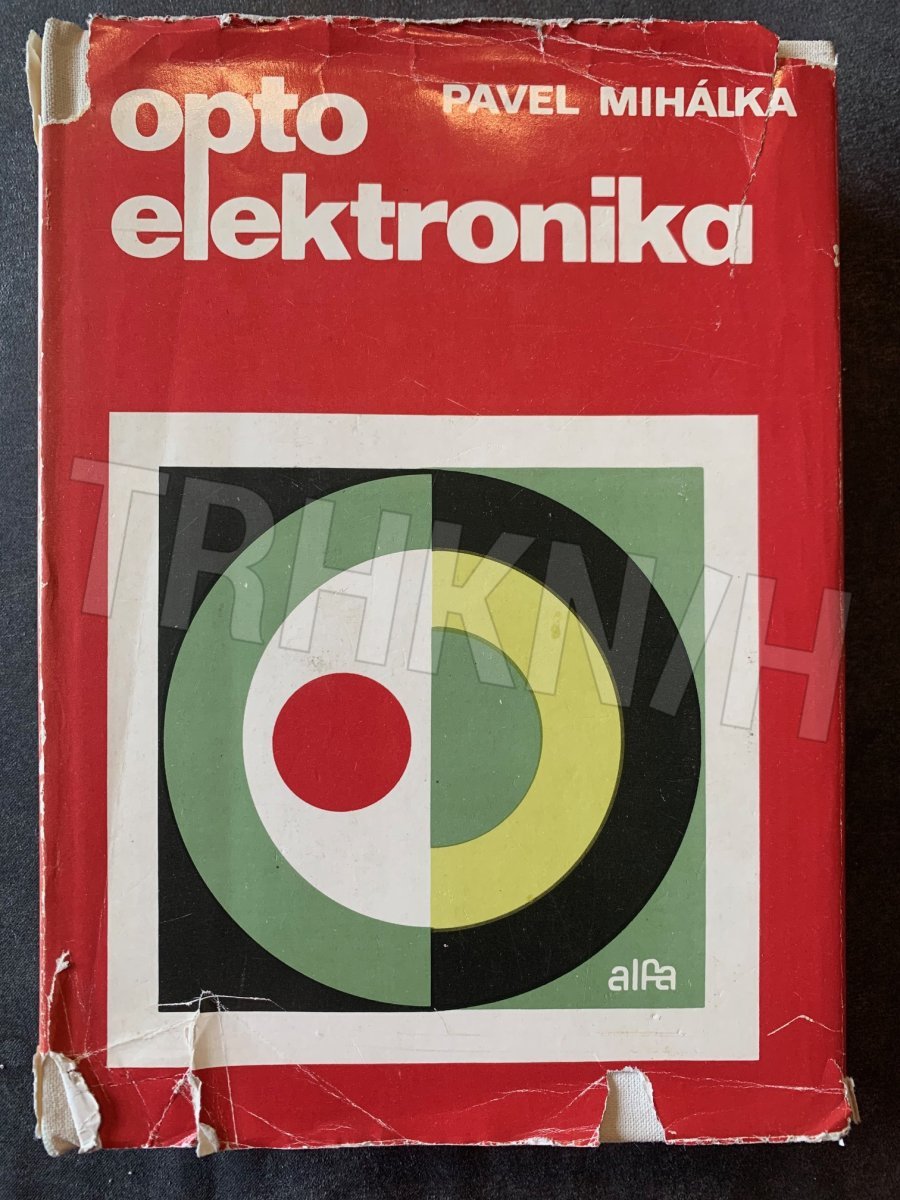 PAVEL MIHÁLKA
opto
elektronika
TRHKNIH
alfa